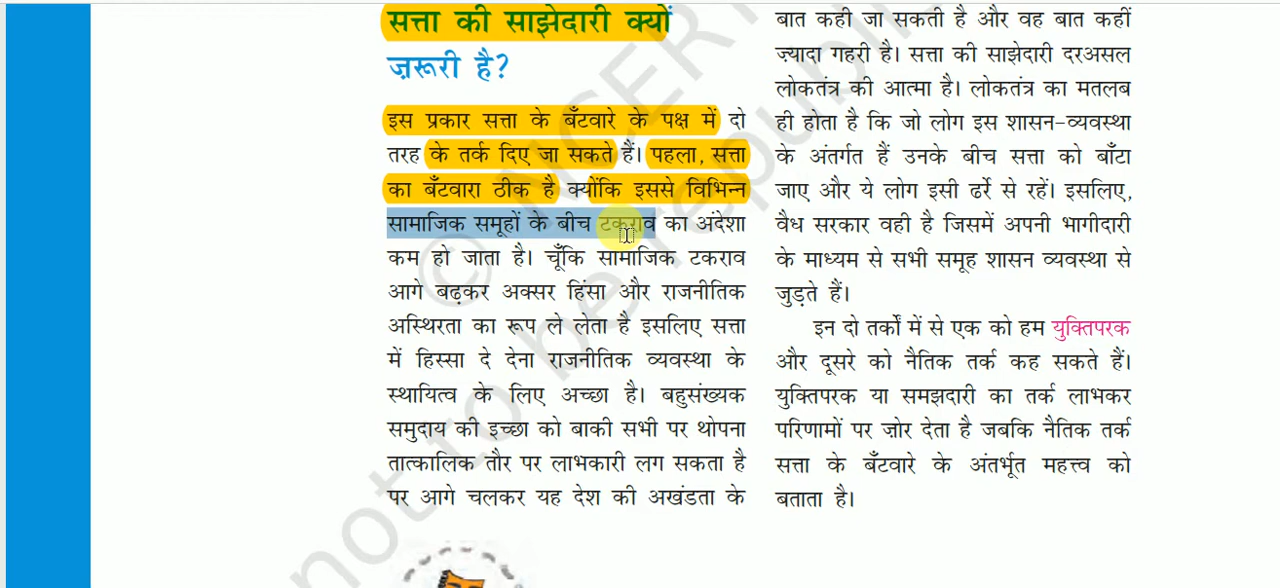 सत्ता की साझेदारी क्यों
ज़रूरी है?
इस प्रकार सत्ता के बँटवारे के पक्ष में दो
तरह के तर्क दिए जा सकते हैं। पहला, सत्ता
का बँटवारा ठीक है क्योंकि इससे विभिन्न
सामाजिक समूहों के बीच टकराव का अंदेशा
कम हो जाता है। चूँकि सामाजिक टकराव
आगे बढ़कर अक्सर हिंसा और राजनीतिक
अस्थिरता का रूप ले लेता है इसलिए सत्ता
में हिस्सा दे देना राजनीतिक व्यवस्था के
स्थायित्व के लिए अच्छा है। बहुसंख्यक
समुदाय की इच्छा को बाकी सभी पर थोपना
तात्कालिक तौर पर लाभकारी लग सकता है
पर आगे चलकर यह देश की अखंडता के
बात कही जा सकती है और वह बात कहीं
ज़्यादा गहरी है। सत्ता की साझेदारी दरअसल
लोकतंत्र की आत्मा है। लोकतंत्र का मतलब
ही होता है कि जो लोग इस शासन-व्यवस्था
के अंतर्गत हैं उनके बीच सत्ता को बाँटा
जाए और ये लोग इसी ढर्रे से रहें। इसलिए,
वैध सरकार वही है जिसमें अपनी भागीदारी
के माध्यम से सभी समूह शासन व्यवस्था से
जुड़ते हैं।
इन दो तर्कों में से एक को हम युक्तिपरक
और दूसरे को नैतिक तर्क कह सकते हैं।
युक्तिपरक या समझदारी का तर्क लाभकर
परिणामों पर ज़ोर देता है जबकि नैतिक तर्क
सत्ता के बँटवारे के अंतर्भूत महत्त्व को
बताता है।
© NCERT
not to be republi